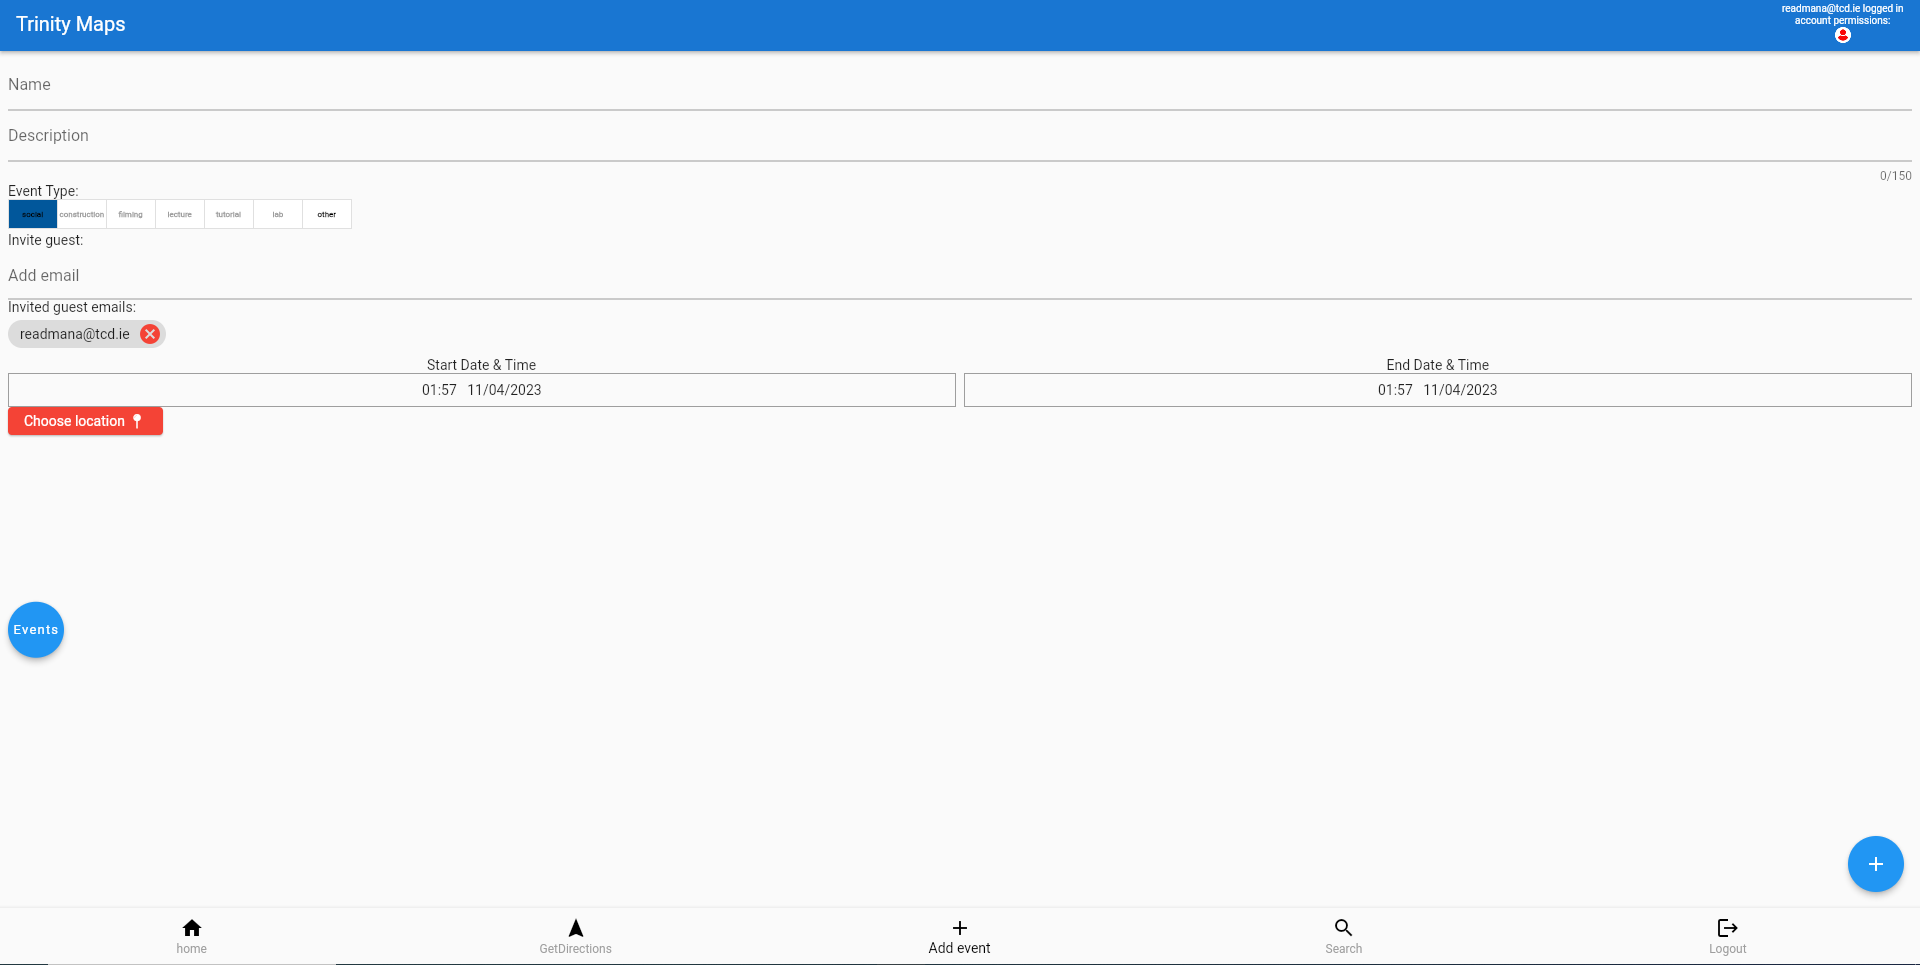 Trinity Maps
readmana@tcd.ie logged in
account permissions:
Name
Description
0/150
Event Type:
social construction filming lecture tutorial lab other
Invite guest:
Add email
Invited guest emails:
readmana@tcd.ie
Start Date & Time End Date & Time
01:57 11/04/2023 01:57 11/04/2023
Choose location
Events
home GetDirections Add event Search Logout